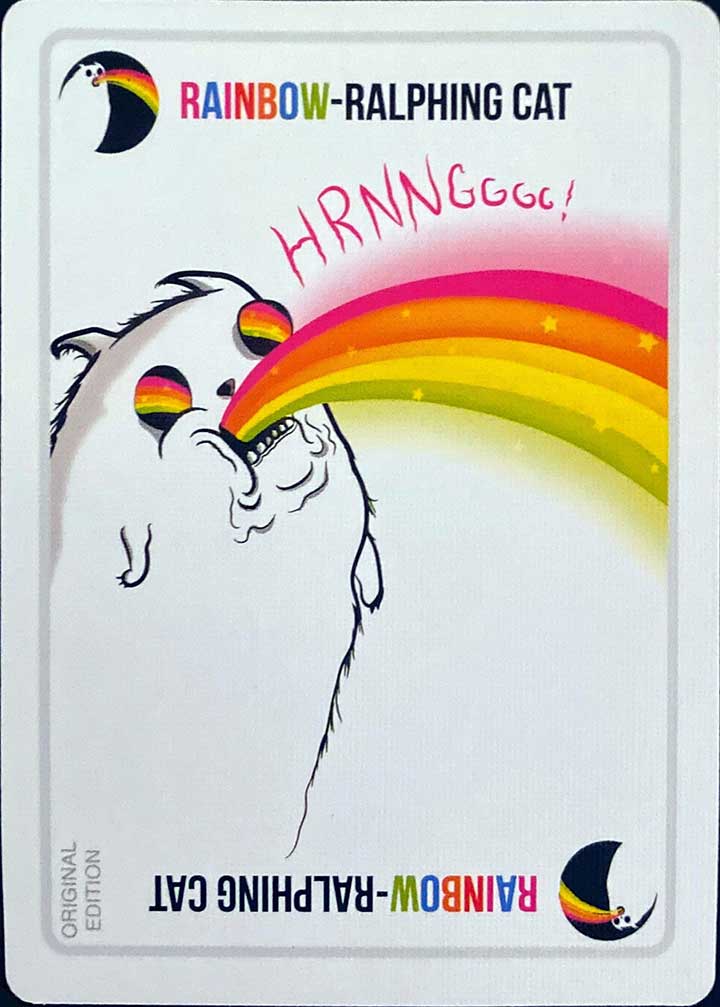 RAINBOW-RALPHING CAT
HRNNGGGG!
ORIGINAL
EDITION
RAINBOW-RALPHING CAT